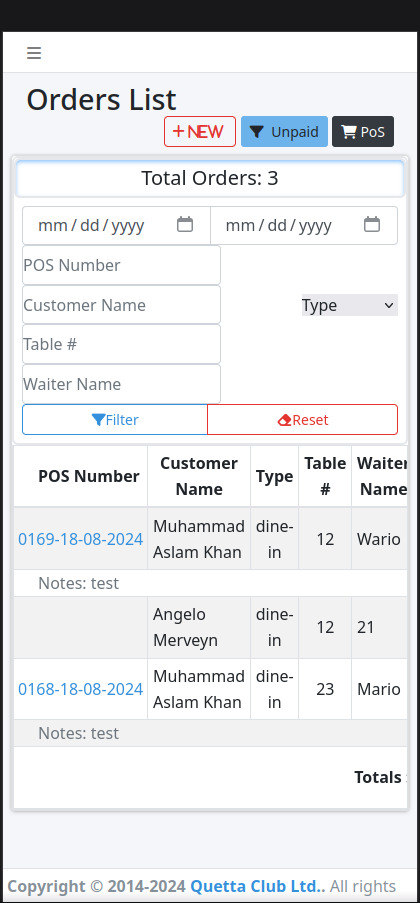 Orders List
NEW
Unpaid
PoS
Total Orders: 3
mm/dd/yyyy mm/dd/yyyy
POS Number
Customer Name Type
Table #
Waiter Name
Filter Reset
POS Number Customer Name Type Table # Waiter Name
0169-18-08-2024 Muhammad Aslam Khan dine-in 12 Wario
Notes: test
Angelo Merveyn dine-in 12 21
0168-18-08-2024 Muhammad Aslam Khan dine-in 23 Mario
Notes: test
Totals :
Copyright © 2014-2024 Quetta Club Ltd.. All rights